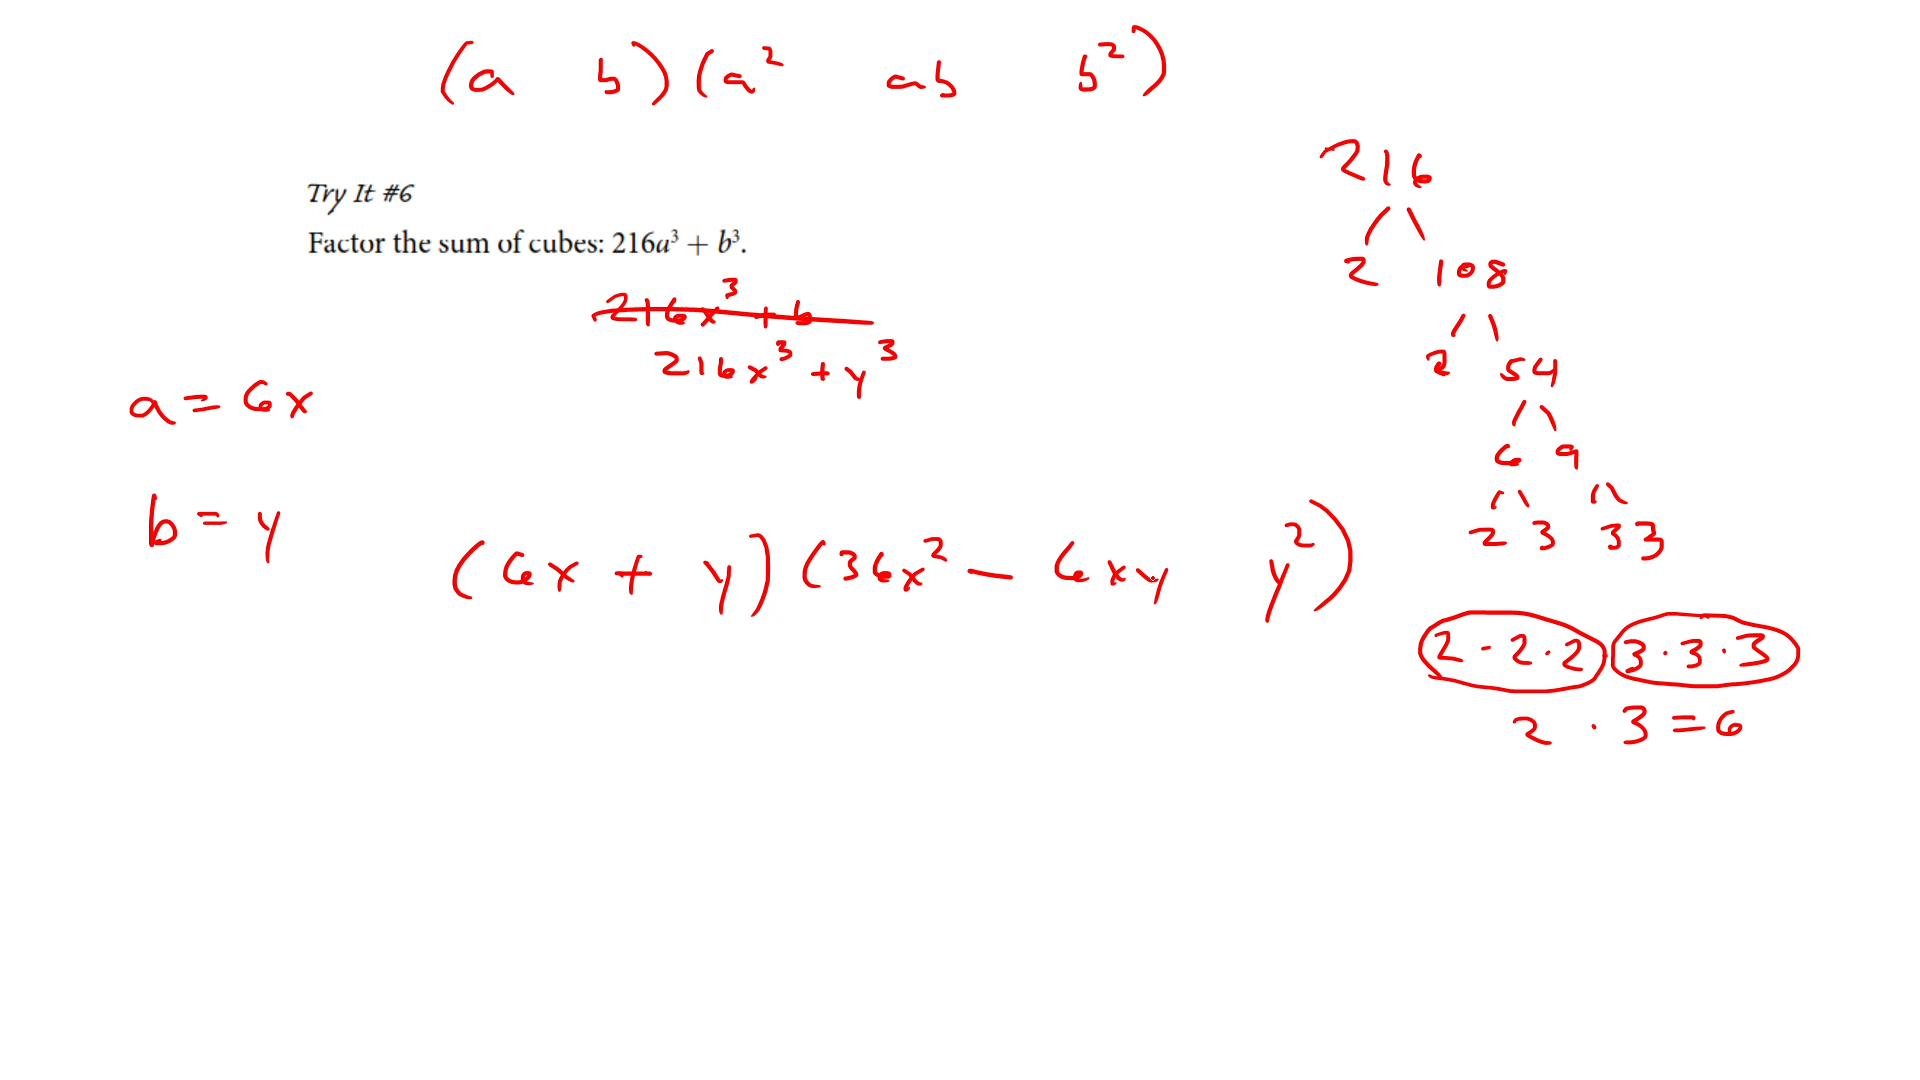 (a b)(a² ab b²)
216
Try It #6
Factor the sum of cubes: 216a³ + b³.
2 108
216x³ + b
216x³ + y³
2 54
a = 6x
6 9
b = y
2 3 3 3
(6x + y)(36x² - 6xy y²)
2 · 2 · 2 · 3 · 3 · 3
2 · 3 = 6